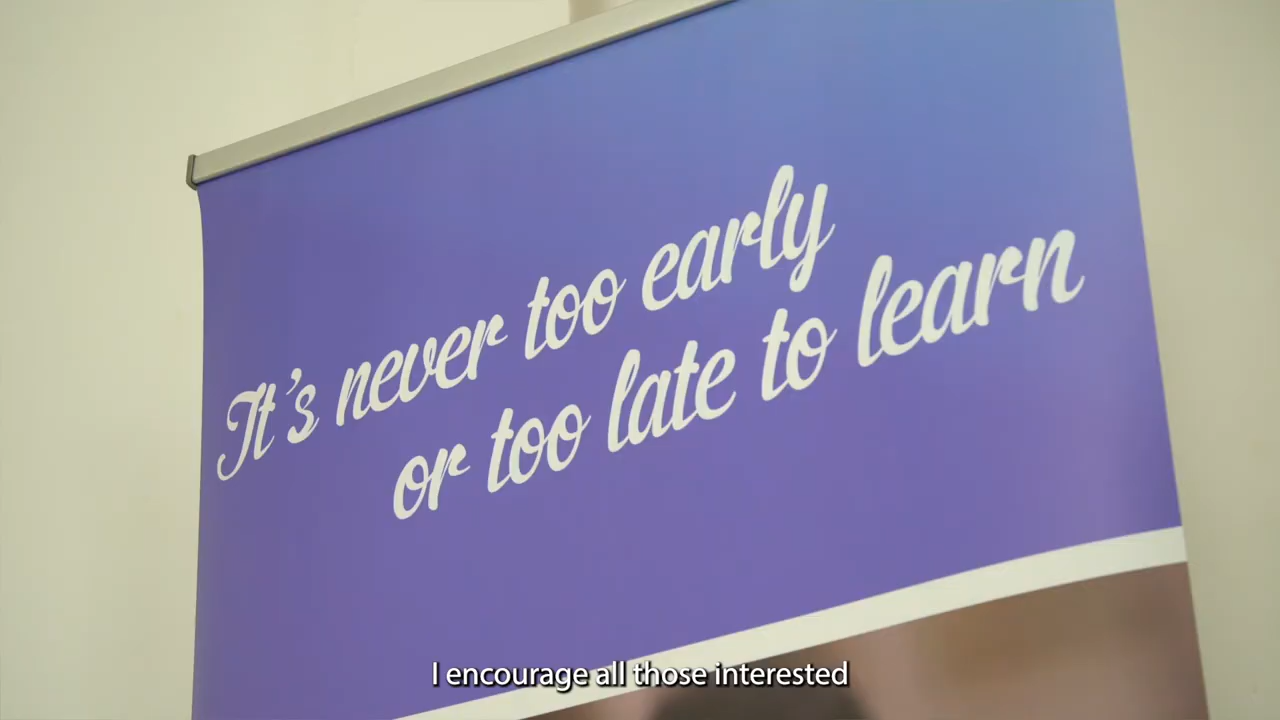 It's never too early
or too late to learn
I encourage all those interested